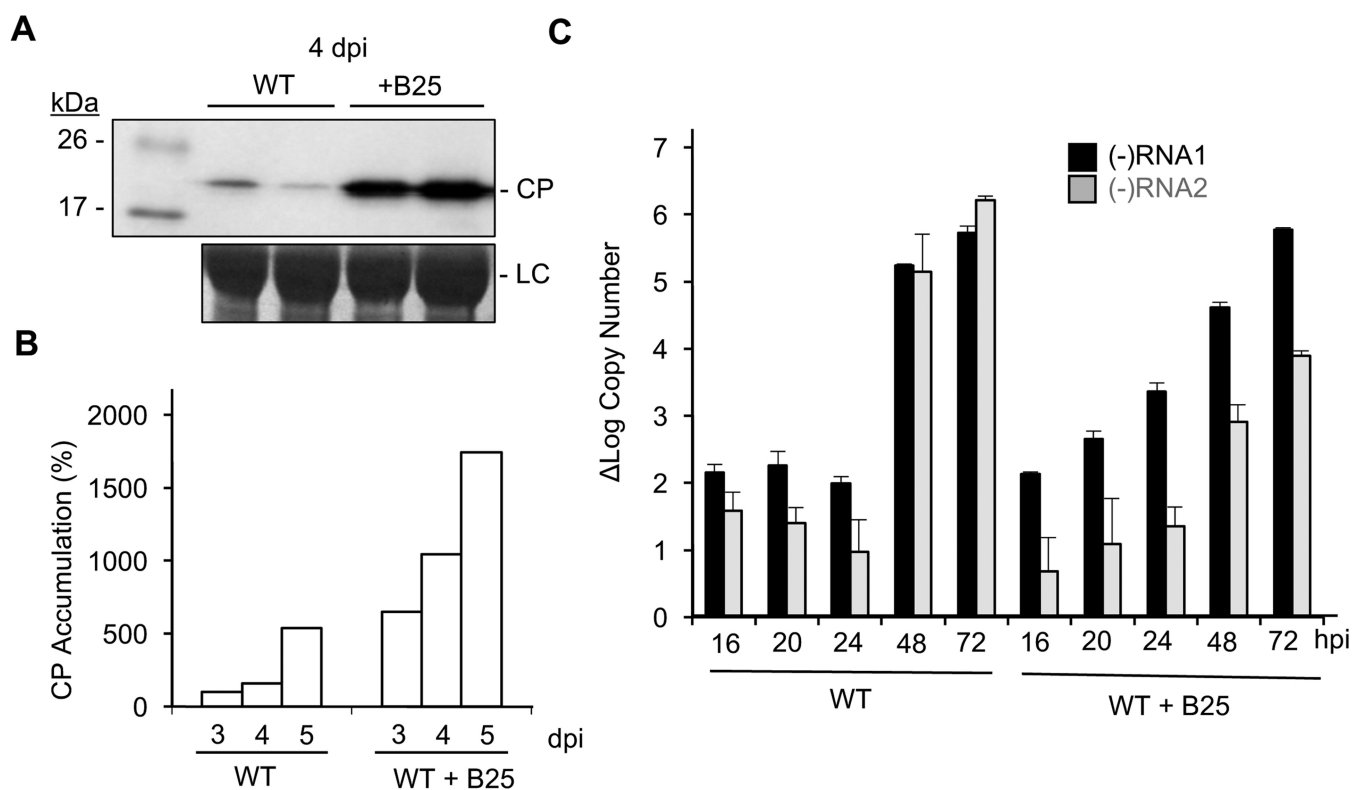 A
4 dpi
WT +B25
kDa
26 -
17 -
- CP
- LC
B
CP Accumulation (%)
2000
1500
1000
500
0
3 4 5 3 4 5 dpi
WT WT + B25
C
ΔLog Copy Number
7
6
5
4
3
2
1
0
(-)RNA1
(-)RNA2
16 20 24 48 72 16 20 24 48 72 hpi
WT WT + B25